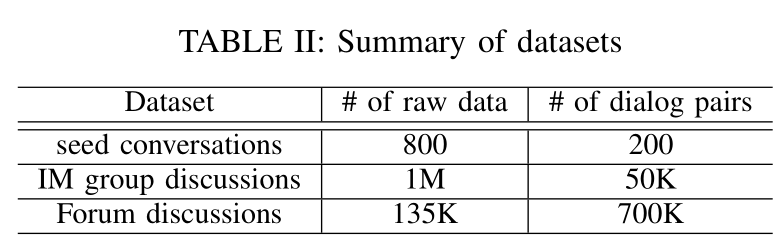 TABLE II: Summary of datasets
Dataset # of raw data # of dialog pairs
seed conversations 800 200
IM group discussions 1M 50K
Forum discussions 135K 700K